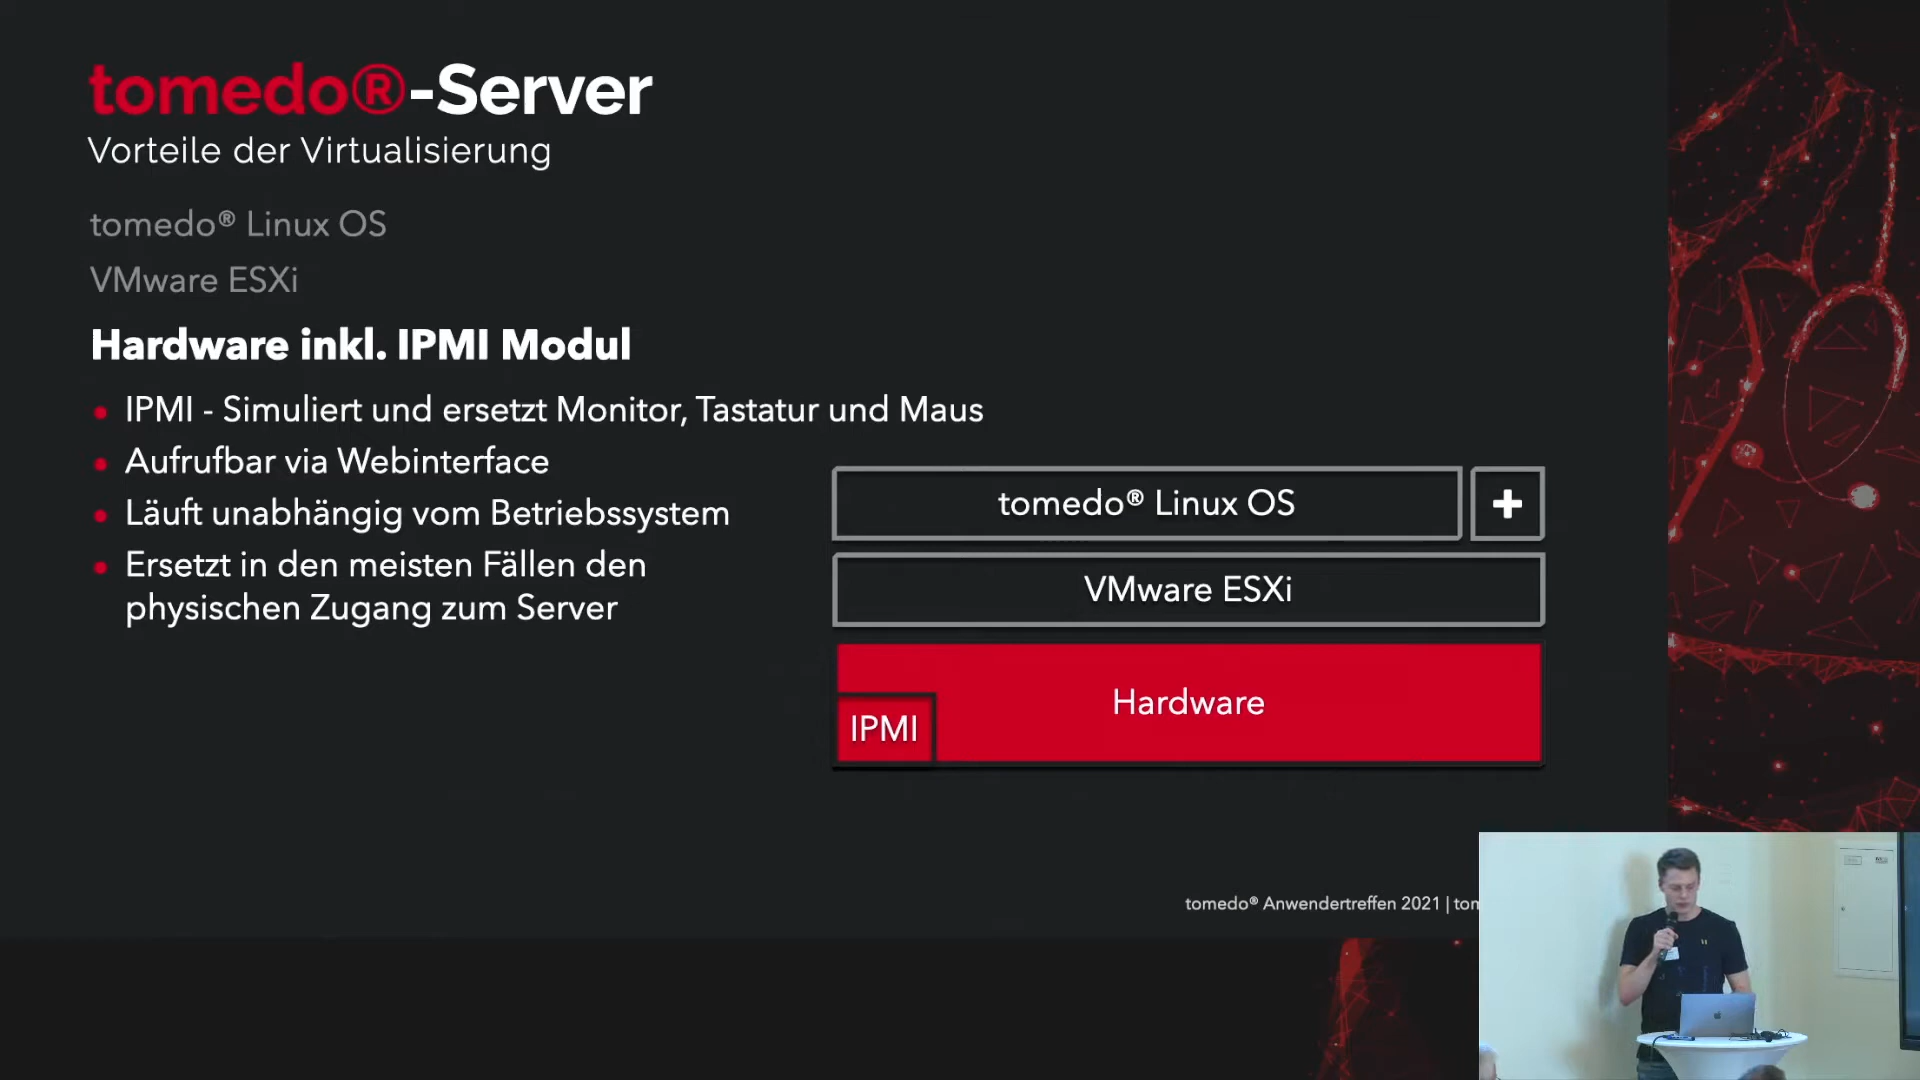 tomedo®-Server
Vorteile der Virtualisierung
tomedo® Linux OS
VMware ESXi
Hardware inkl. IPMI Modul
• IPMI - Simuliert und ersetzt Monitor, Tastatur und Maus
• Aufrufbar via Webinterface
• Läuft unabhängig vom Betriebssystem
• Ersetzt in den meisten Fällen den
physischen Zugang zum Server
tomedo® Linux OS
+
VMware ESXi
Hardware
IPMI
tomedo® Anwendertreffen 2021 | tom